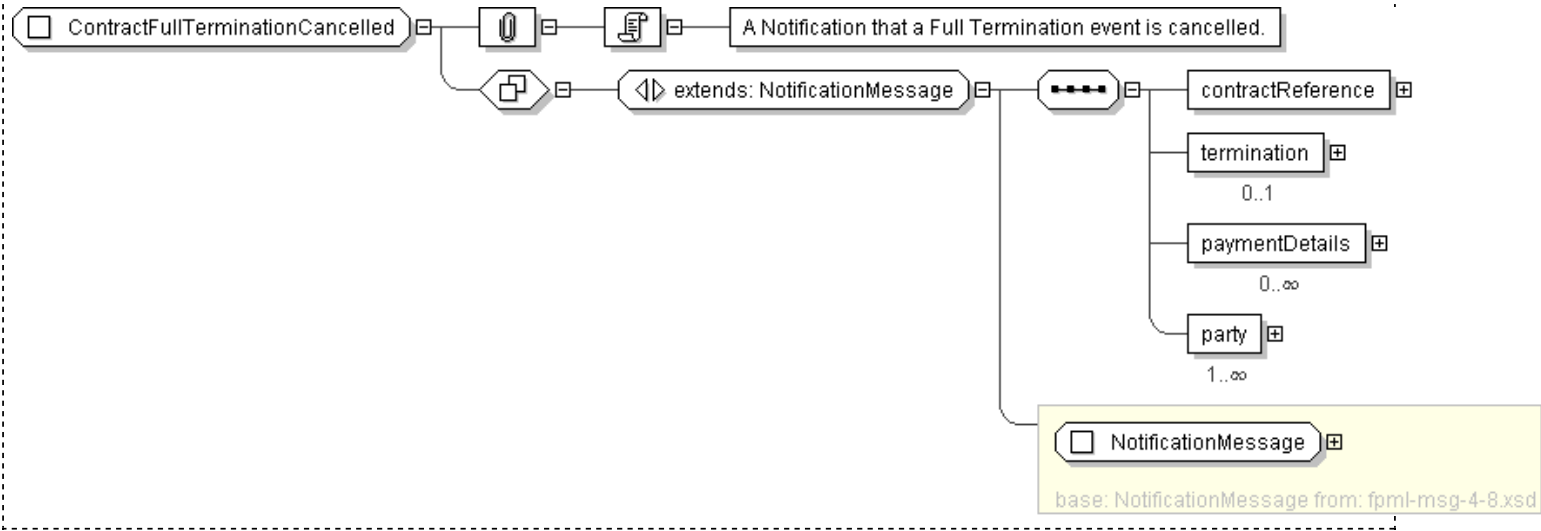 ContractFullTerminationCancelled
A Notification that a Full Termination event is cancelled.
extends: NotificationMessage
contractReference
termination
0..1
paymentDetails
0..∞
party
1..∞
NotificationMessage
base: NotificationMessage from: fpml-msg-4-8.xsd